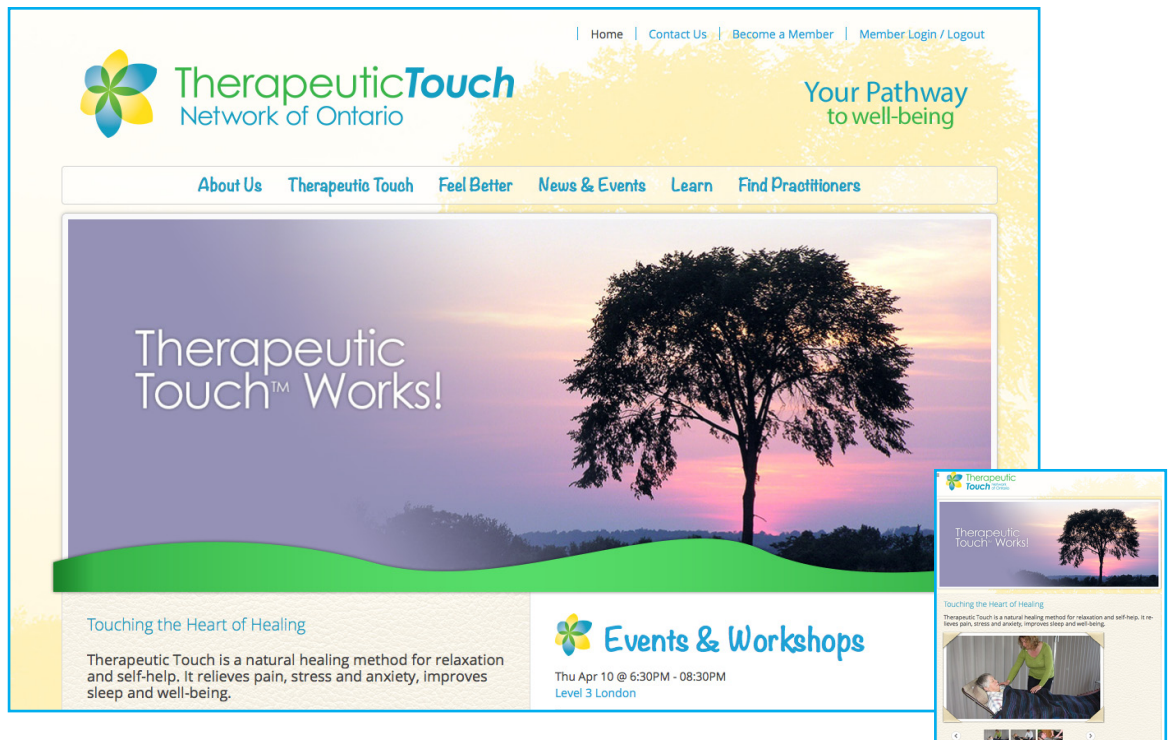 Home Contact Us Become a Member Member Login / Logout
TherapeuticTouch
Network of Ontario
Your Pathway
to well-being
About Us Therapeutic Touch Feel Better News & Events Learn Find Practitioners
Therapeutic
Touch™ Works!
Touching the Heart of Healing
Therapeutic Touch is a natural healing method for relaxation
and self-help. It relieves pain, stress and anxiety, improves
sleep and well-being.
Events & Workshops
Thu Apr 10 @ 6:30PM - 08:30PM
Level 3 London
Therapeutic
Touch Network of Ontario
Therapeutic
Touch™ Works!
Touching the Heart of Healing
Therapeutic Touch is a natural healing method for relaxation and self-help. It re-
lieves pain, stress and anxiety, improves sleep and well-being.